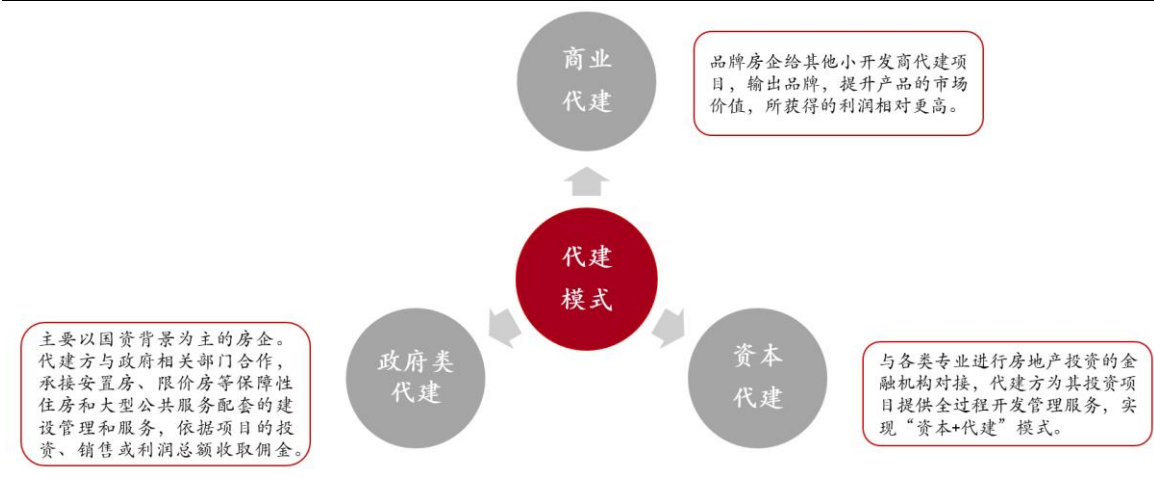 商业
代建
品牌房企给其他小开发商代建项
目，输出品牌，提升产品的市场
价值，所获得的利润相对更高。
代建
模式
主要以国资背景为主的房企。
代建方与政府相关部门合作，
承接安置房、限价房等保障性
住房和大型公共服务配套的建
设管理和服务，依据项目的投
资、销售或利润总额收取佣金。
政府类
代建
资本
代建
与各类专业进行房地产投资的金
融机构对接，代建方为其投资项
目提供全过程开发管理服务，实
现“资本+代建”模式。